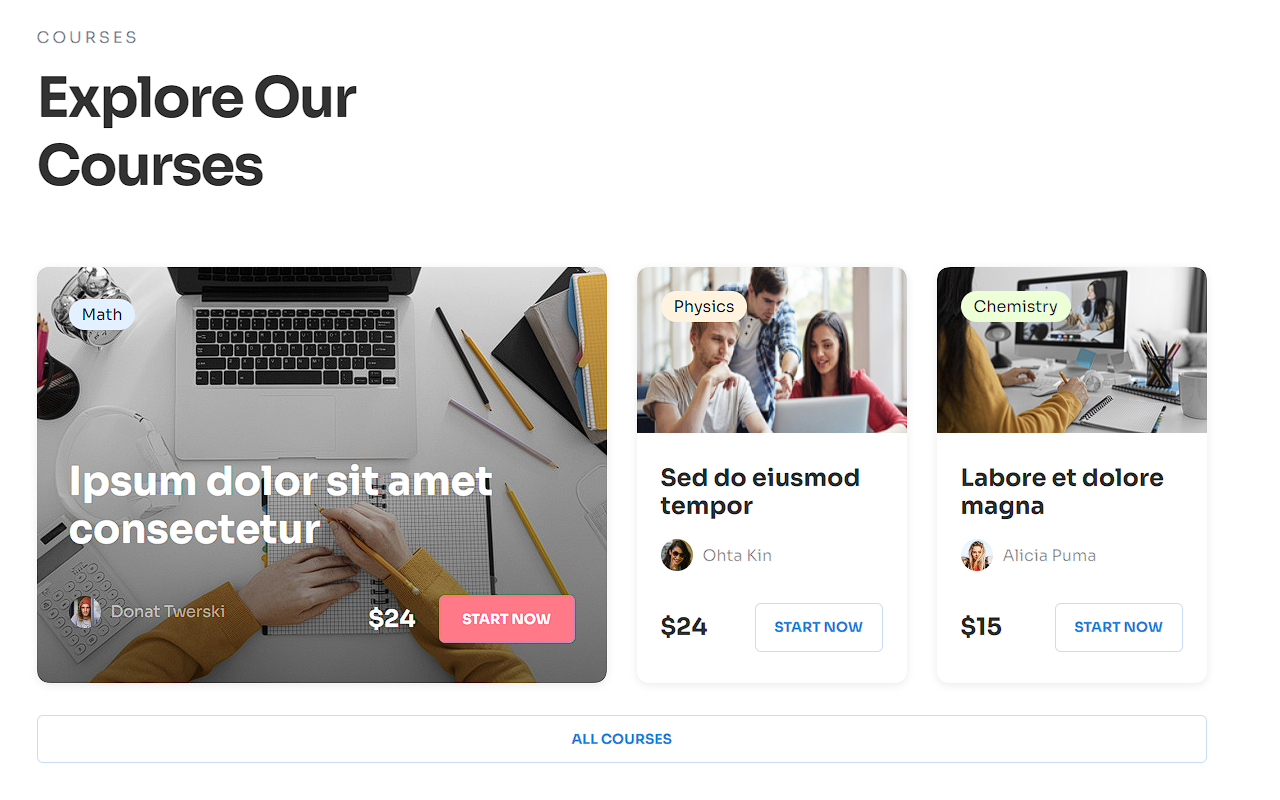 COURSES
Explore Our
Courses
Math
Ipsum dolor sit amet
consectetur
Donat Twerski
$24
START NOW
Physics
Sed do eiusmod
tempor
Ohta Kin
$24
START NOW
Chemistry
Labore et dolore
magna
Alicia Puma
$15
START NOW
ALL COURSES